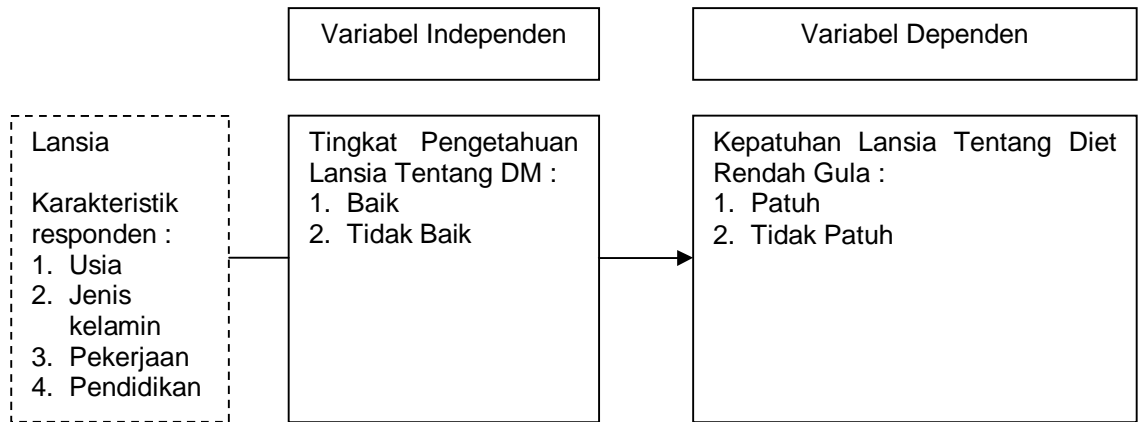 Variabel Independen
Variabel Dependen
Lansia
Karakteristik
responden :
1. Usia
2. Jenis
kelamin
3. Pekerjaan
4. Pendidikan
Tingkat Pengetahuan
Lansia Tentang DM :
1. Baik
2. Tidak Baik
Kepatuhan Lansia Tentang Diet
Rendah Gula :
1. Patuh
2. Tidak Patuh